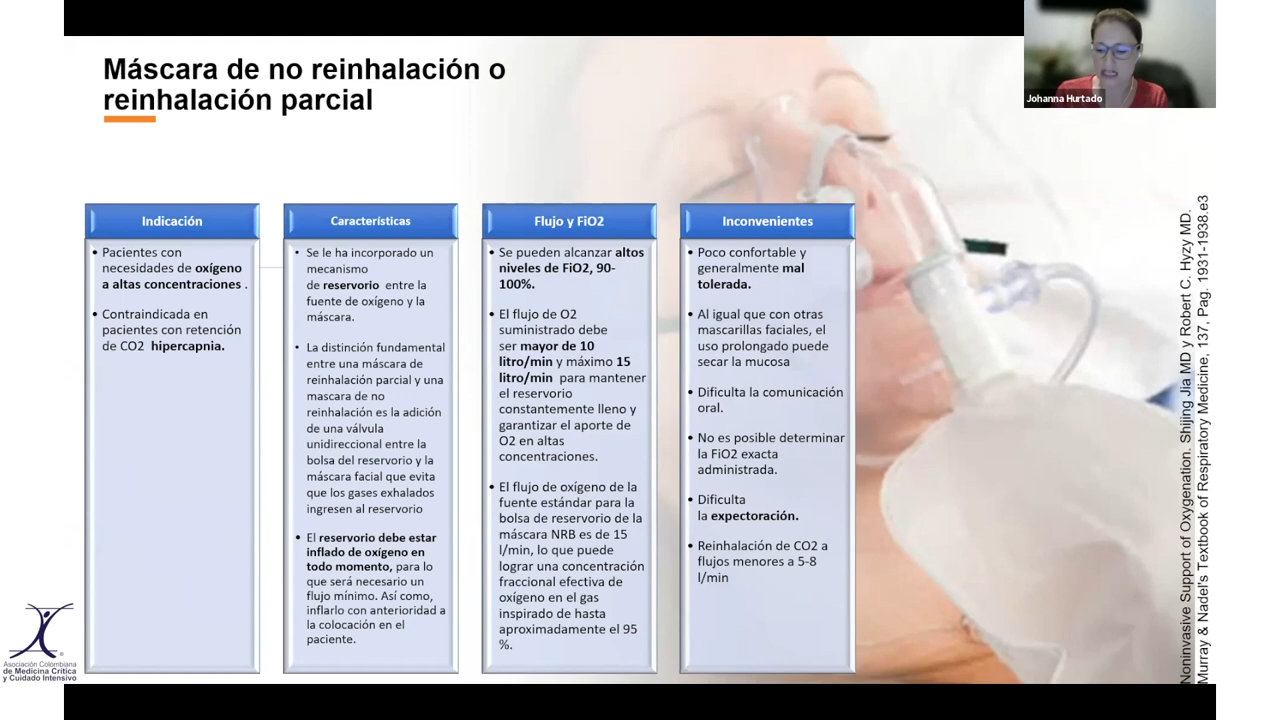 Máscara de no reinhalación o
reinhalación parcial
Johanna Hurtado
Indicación
• Pacientes con
necesidades de oxígeno
a altas concentraciones .
• Contraindicada en
pacientes con retención
de CO2 hipercapnia.
Características
• Se le ha incorporado un
mecanismo
de reservorio entre la
fuente de oxígeno y la
máscara.
• La distinción fundamental
entre una máscara de
reinhalación parcial y una
mascara de no
reinhalación es la adición
de una válvula
unidireccional entre la
bolsa del reservorio y la
máscara facial que evita
que los gases exhalados
ingresen al reservorio
• El reservorio debe estar
inflado de oxígeno en
todo momento, para lo
que será necesario un
flujo mínimo. Así como,
inflarlo con anterioridad a
la colocación en el
paciente.
Flujo y FiO2
• Se pueden alcanzar altos
niveles de FiO2, 90-
100%.
• El flujo de O2
suministrado debe
ser mayor de 10
litro/min y máximo 15
litro/min para mantener
el reservorio
constantemente lleno y
garantizar el aporte de
O2 en altas
concentraciones.
• El flujo de oxígeno de la
fuente estándar para la
bolsa de reservorio de la
máscara NRB es de 15
l/min, lo que puede
lograr una concentración
fraccional efectiva de
oxígeno en el gas
inspirado de hasta
aproximadamente el 95
%.
Inconvenientes
• Poco confortable y
generalmente mal
tolerada.
• Al igual que con otras
mascarillas faciales, el
uso prolongado puede
secar la mucosa
• Dificulta la comunicación
oral.
• No es posible determinar
la FiO2 exacta
administrada.
• Dificulta
la expectoración.
• Reinhalación de CO2 a
flujos menores a 5-8
l/min
Noninvasive Support of Oxygenation. Shijing Jia MD y Robert C. Hyzy MD.
Murray & Nadel's Textbook of Respiratory Medicine, 137, Pag. 1931-1938.e3
Asociación Colombiana
de Medicina Crítica
y Cuidado Intensivo